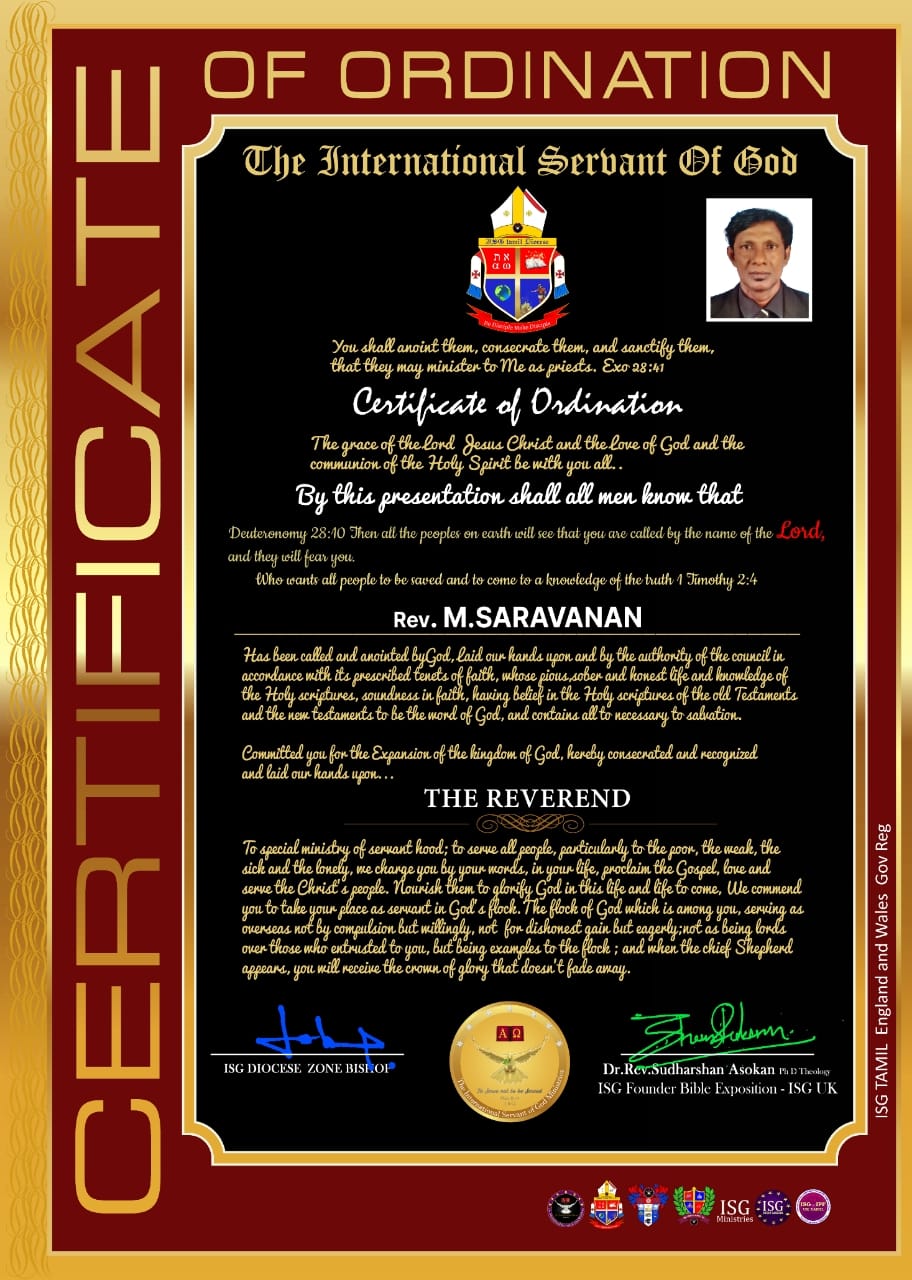 CERTIFICATE
OF ORDINATION
The International Servant Of God
ISG tamil Diocese
ת א
α ω
Go Disciple Make Disciple
You shall anoint them, consecrate them, and sanctify them,
that they may minister to Me as priests. Exo 28:41
Certificate of Ordination
The grace of the Lord Jesus Christ and the Love of God and the
communion of the Holy Spirit be with you all..
By this presentation shall all men know that
Deuteronomy 28:10 Then all the peoples on earth will see that you are called by the name of the Lord,
and they will fear you.
Who wants all people to be saved and to come to a knowledge of the truth 1 Timothy 2:4
Rev. M.SARAVANAN
Has been called and anointed by God, Laid our hands upon and by the authority of the council in
accordance with its prescribed tenets of faith, whose pious,sober and honest life and knowledge of
the Holy scriptures, soundness in faith, having belief in the Holy scriptures of the old Testaments
and the new testaments to be the word of God, and contains all to necessary to salvation.
Committed you for the Expansion of the kingdom of God, hereby consecrated and recognized
and laid our hands upon...
THE REVEREND
To special ministry of servant hood; to serve all people, particularly to the poor, the weak, the
sick and the lonely, we charge you by your words, in your life, proclaim the Gospel, love and
serve the Christ's people. Nourish them to glorify God in this life and life to come, We commend
you to take your place as servant in God's flock. The flock of God which is among you, serving as
overseas not by compulsion but willingly, not for dishonest gain but eagerly;not as being lords
over those who entrusted to you, but being examples to the flock ; and when the chief Shepherd
appears, you will receive the crown of glory that doesn't fade away.
ISG DIOCESE ZONE BISHOP
Α Ω
To Serve not to be Served
The International Servant of God Ministries
Dr.Rev.Sudharshan Asokan Ph D Theology
ISG Founder Bible Exposition - ISG UK
ISG TAMIL England and Wales Gov Reg
ISG
Ministries
ISG
ISG